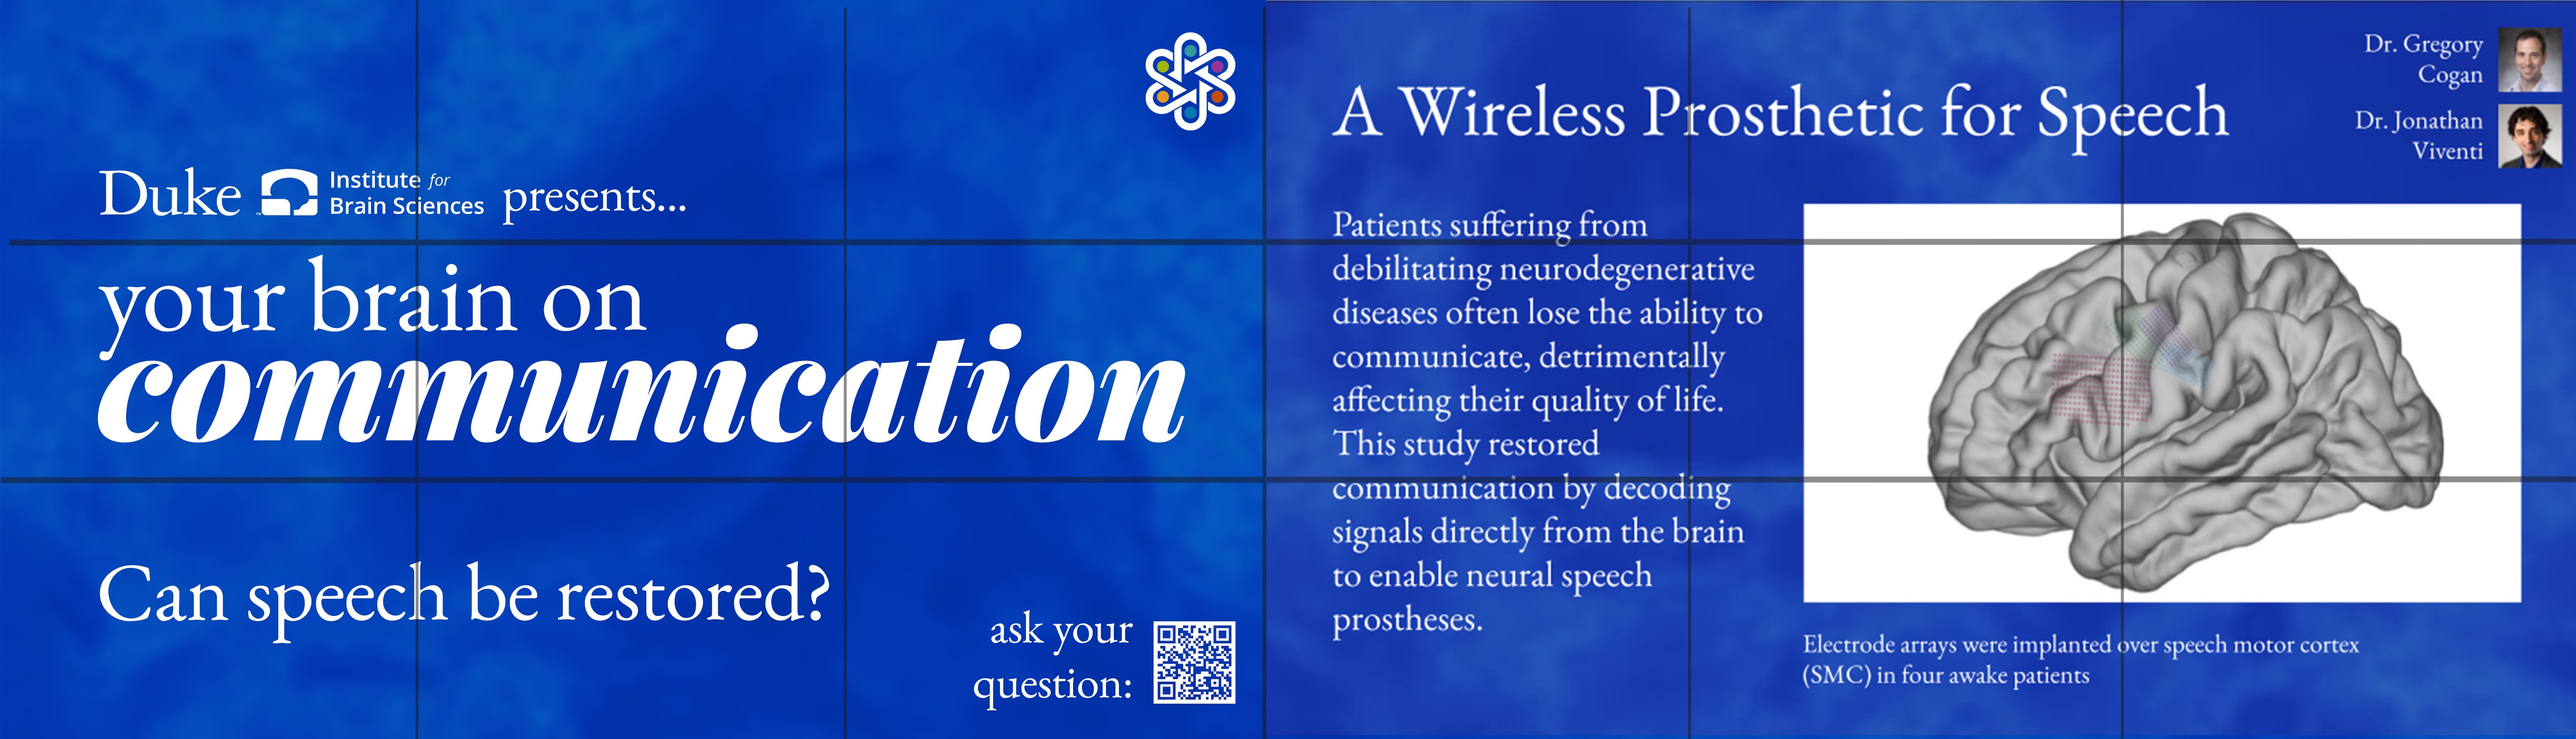 Duke Institute for Brain Sciences presents...
your brain on
communication
Can speech be restored?
ask your
question:
A Wireless Prosthetic for Speech
Dr. Gregory
Cogan
Dr. Jonathan
Viventi
Patients suffering from
debilitating neurodegenerative
diseases often lose the ability to
communicate, detrimentally
affecting their quality of life.
This study restored
communication by decoding
signals directly from the brain
to enable neural speech
prostheses.
Electrode arrays were implanted over speech motor cortex
(SMC) in four awake patients